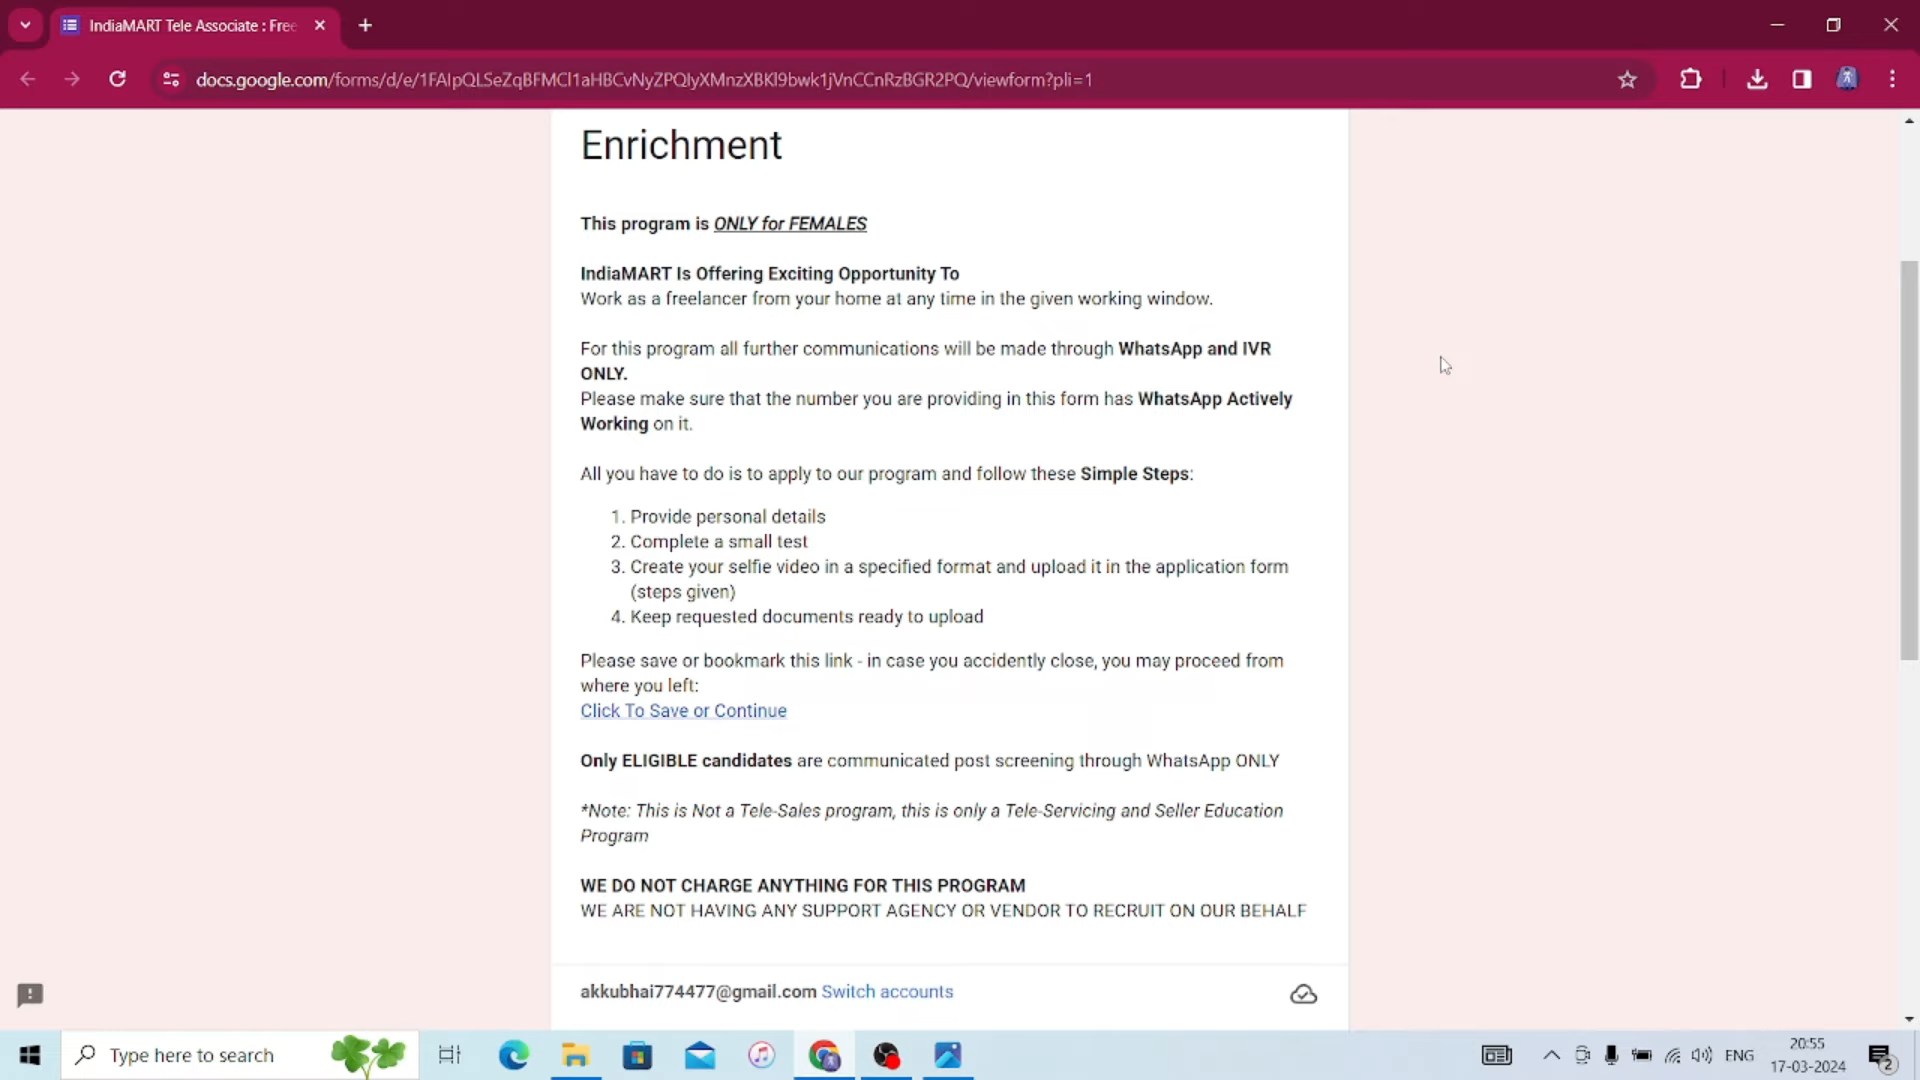 IndiaMART Tele Associate : Free
docs.google.com/forms/d/e/1FAIpQLSeZqBFMCl1aHBCvNyZPQIyXMnzXBKl9bwk1jVnCCnRzBGR2PQ/viewform?pli=1
Enrichment
This program is ONLY for FEMALES
IndiaMART Is Offering Exciting Opportunity To
Work as a freelancer from your home at any time in the given working window.
For this program all further communications will be made through WhatsApp and IVR
ONLY.
Please make sure that the number you are providing in this form has WhatsApp Actively
Working on it.
All you have to do is to apply to our program and follow these Simple Steps:
1. Provide personal details
2. Complete a small test
3. Create your selfie video in a specified format and upload it in the application form
(steps given)
4. Keep requested documents ready to upload
Please save or bookmark this link - in case you accidently close, you may proceed from
where you left:
Click To Save or Continue
Only ELIGIBLE candidates are communicated post screening through WhatsApp ONLY
*Note: This is Not a Tele-Sales program, this is only a Tele-Servicing and Seller Education
Program
WE DO NOT CHARGE ANYTHING FOR THIS PROGRAM
WE ARE NOT HAVING ANY SUPPORT AGENCY OR VENDOR TO RECRUIT ON OUR BEHALF
akkubhai774477@gmail.com Switch accounts
Type here to search
ENG
20:55
17-03-2024
2